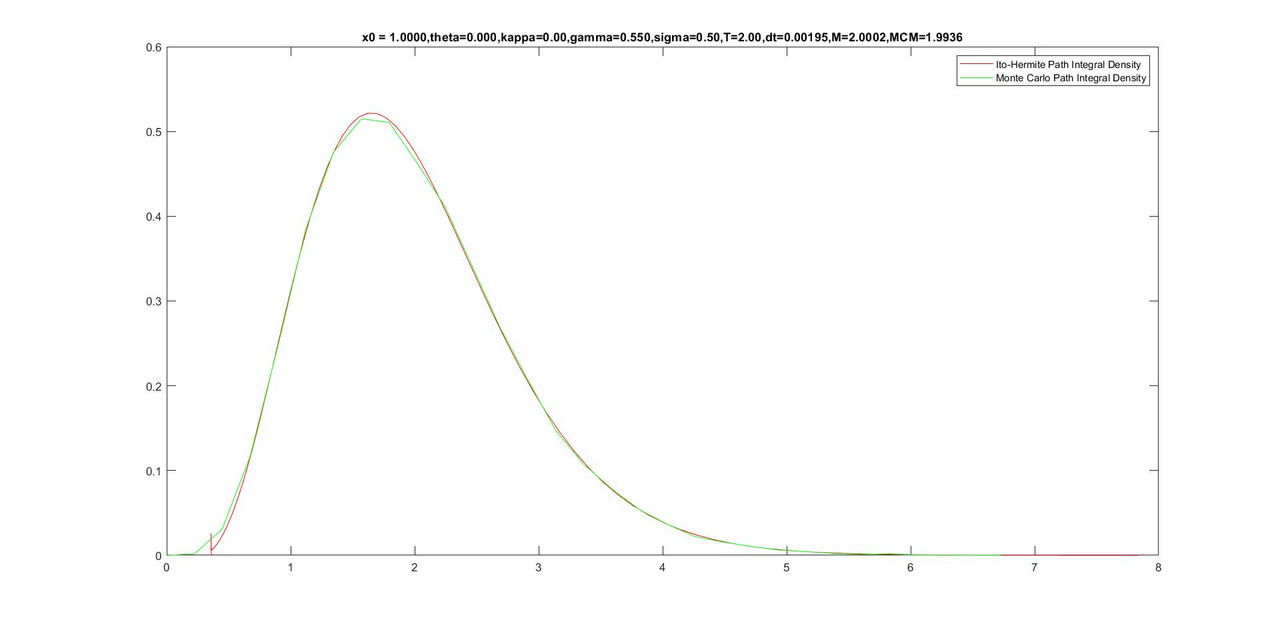 x0 = 1.0000,theta=0.000,kappa=0.00,gamma=0.550,sigma=0.50,T=2.00,dt=0.00195,M=2.0002,MCM=1.9936
Ito-Hermite Path Integral Density
Monte Carlo Path Integral Density
0.6
0.5
0.4
0.3
0.2
0.1
0
0 1 2 3 4 5 6 7 8